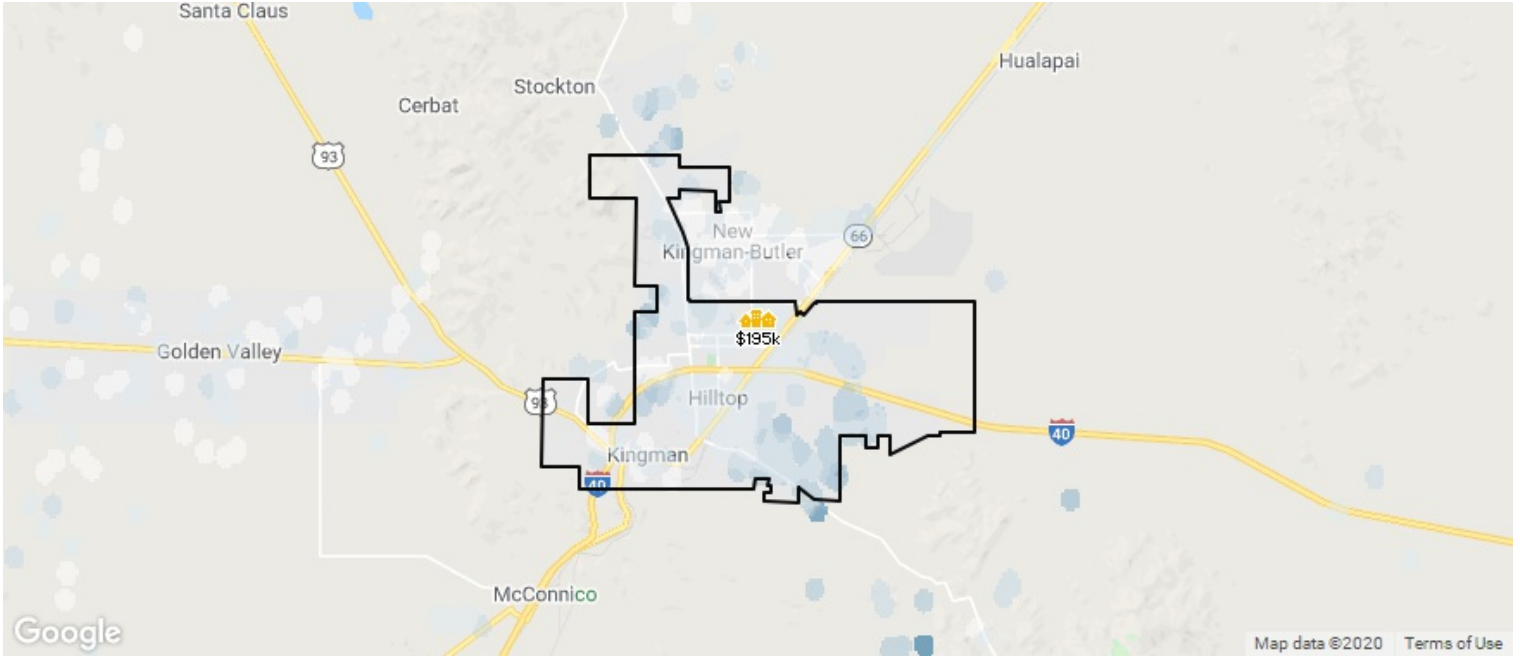 Santa Claus
Hualapai
Stockton
Cerbat
93
New
Kingman-Butler
66
$195k
Golden Valley
Hilltop
93
40
Kingman
40
McConnico
Google
Map data ©2020 Terms of Use